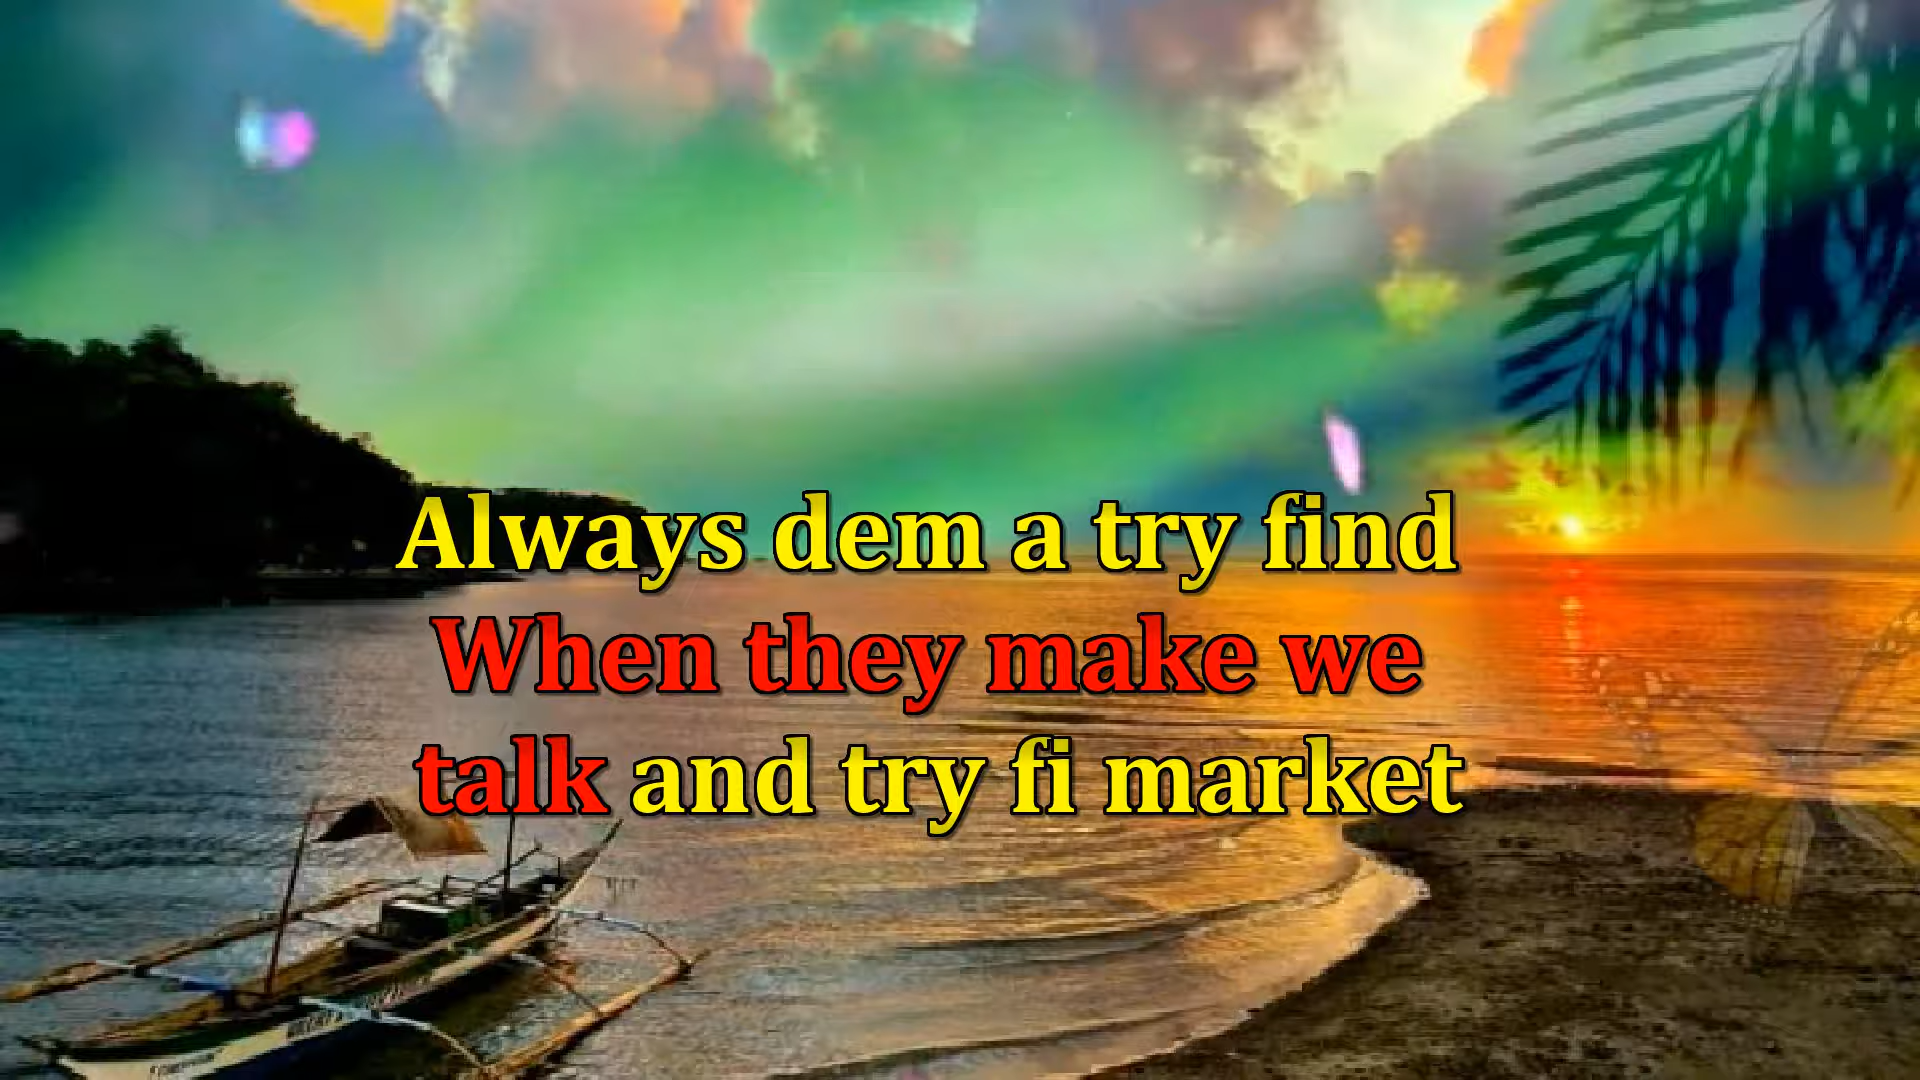 Always dem a try find
When they make we
talk and try fi market